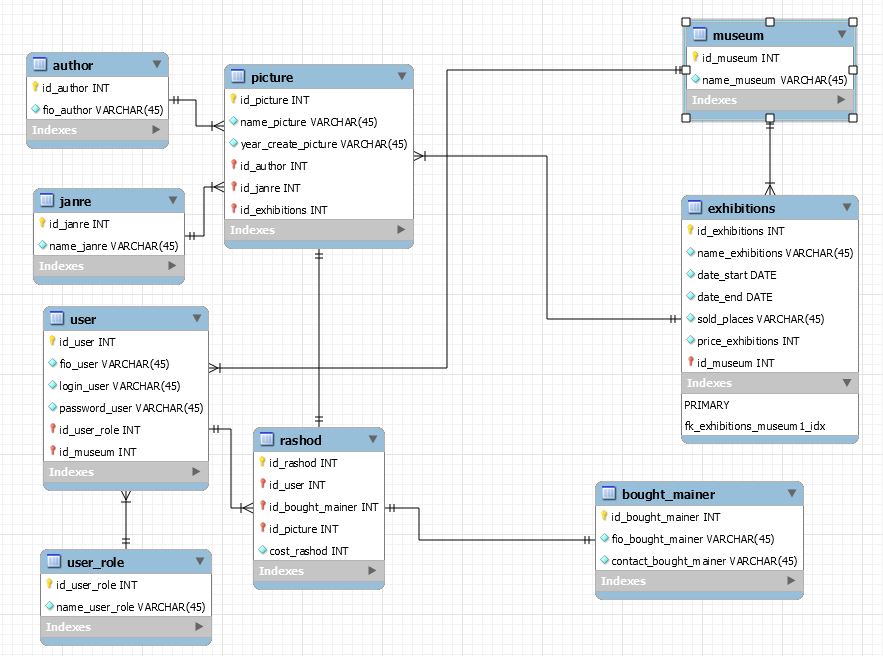 author
id_author INT
fio_author VARCHAR(45)
Indexes
picture
id_picture INT
name_picture VARCHAR(45)
year_create_picture VARCHAR(45)
id_author INT
id_janre INT
id_exhibitions INT
Indexes
museum
id_museum INT
name_museum VARCHAR(45)
Indexes
janre
id_janre INT
name_janre VARCHAR(45)
Indexes
exhibitions
id_exhibitions INT
name_exhibitions VARCHAR(45)
date_start DATE
date_end DATE
sold_places VARCHAR(45)
price_exhibitions INT
id_museum INT
Indexes
PRIMARY
fk_exhibitions_museum1_idx
user
id_user INT
fio_user VARCHAR(45)
login_user VARCHAR(45)
password_user VARCHAR(45)
id_user_role INT
id_museum INT
Indexes
rashod
id_rashod INT
id_user INT
id_bought_mainer INT
id_picture INT
cost_rashod INT
Indexes
bought_mainer
id_bought_mainer INT
fio_bought_mainer VARCHAR(45)
contact_bought_mainer VARCHAR(45)
Indexes
user_role
id_user_role INT
name_user_role VARCHAR(45)
Indexes